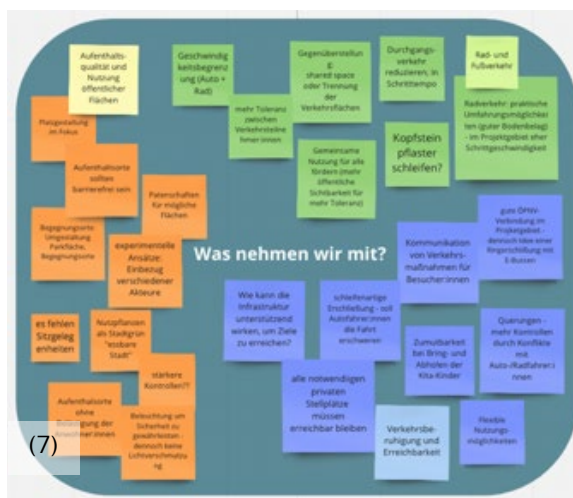 Aufenthalts-
qualität und
Nutzung
öffentlicher
Flächen
Geschwindig
keitsbegrenz
ung (Auto +
Rad)
Gegenüberstellun
g:
shared space
oder Trennung
der
Verkehrsflächen
Durchgangs-
verkehr
reduzieren, in
Schritttempo
Rad- und
Fußverkehr
Platzgestaltung
im Fokus
mehr Toleranz
zwischen
Verkehrsteilne
hmer:innen
Radverkehr: praktische
Umfahrungsmöglichke
iten (guter Bodenbelag)
- im Projektgebiet eher
Schrittgeschwindigkeit
Aufenthaltsorte
sollten
barrierefrei sein
Gemeinsame
Nutzung für alle
fördern (mehr
öffentliche
Sichtbarkeit für
mehr Toleranz)
Kopfstein
pflaster
schleifen?
Patenschaften
für mögliche
Flächen
Begegnungsorte
Umgestaltung
Parkfläche,
Begegnungsorte
experimentelle
Ansätze:
Einbezug
verschiedener
Akteure
Was nehmen wir mit?
Kommunikation
von Verkehrs-
maßnahmen für
Besucher:innen
gute ÖPNV-
Verbindung im
Projektgebiet -
dennoch Idee einer
Ringerschließung mit
E-Bussen
Wie kann die
Infrastruktur
unterstützend
wirken, um Ziele
zu erreichen?
schleifenartige
Erschließung - soll
Autofahrer:innen
die Fahrt
erschweren
es fehlen
Sitzgeleg
enheiten
Nutzpflanzen
als Stadtgrün
"essbare
Stadt"
Zumutbarkeit
bei Bring- und
Abholen der
Kita-Kinder
Querungen -
mehr Kontrollen
durch Konflikte
mit
Auto-/Radfahrer:i
nnen
stärkere
Kontrollen?!
alle notwendigen
privaten
Stellplätze
müssen
erreichbar bleiben
Aufenthaltsorte
ohne
der
Beleuchtung um
Sicherheit zu
gewährleisten -
dennoch keine
Lichtverschmutzu
ng
Verkehrsbe-
ruhigung und
Erreichbarkeit
Flexible
Nutzungs-
möglichkeiten
(7)